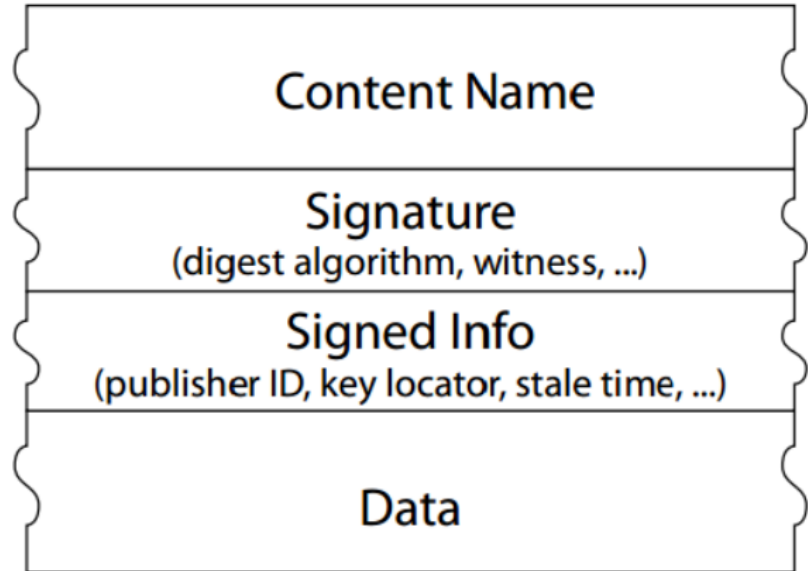 Content Name
Signature
(digest algorithm, witness, ...)
Signed Info
(publisher ID, key locator, stale time, ...)
Data